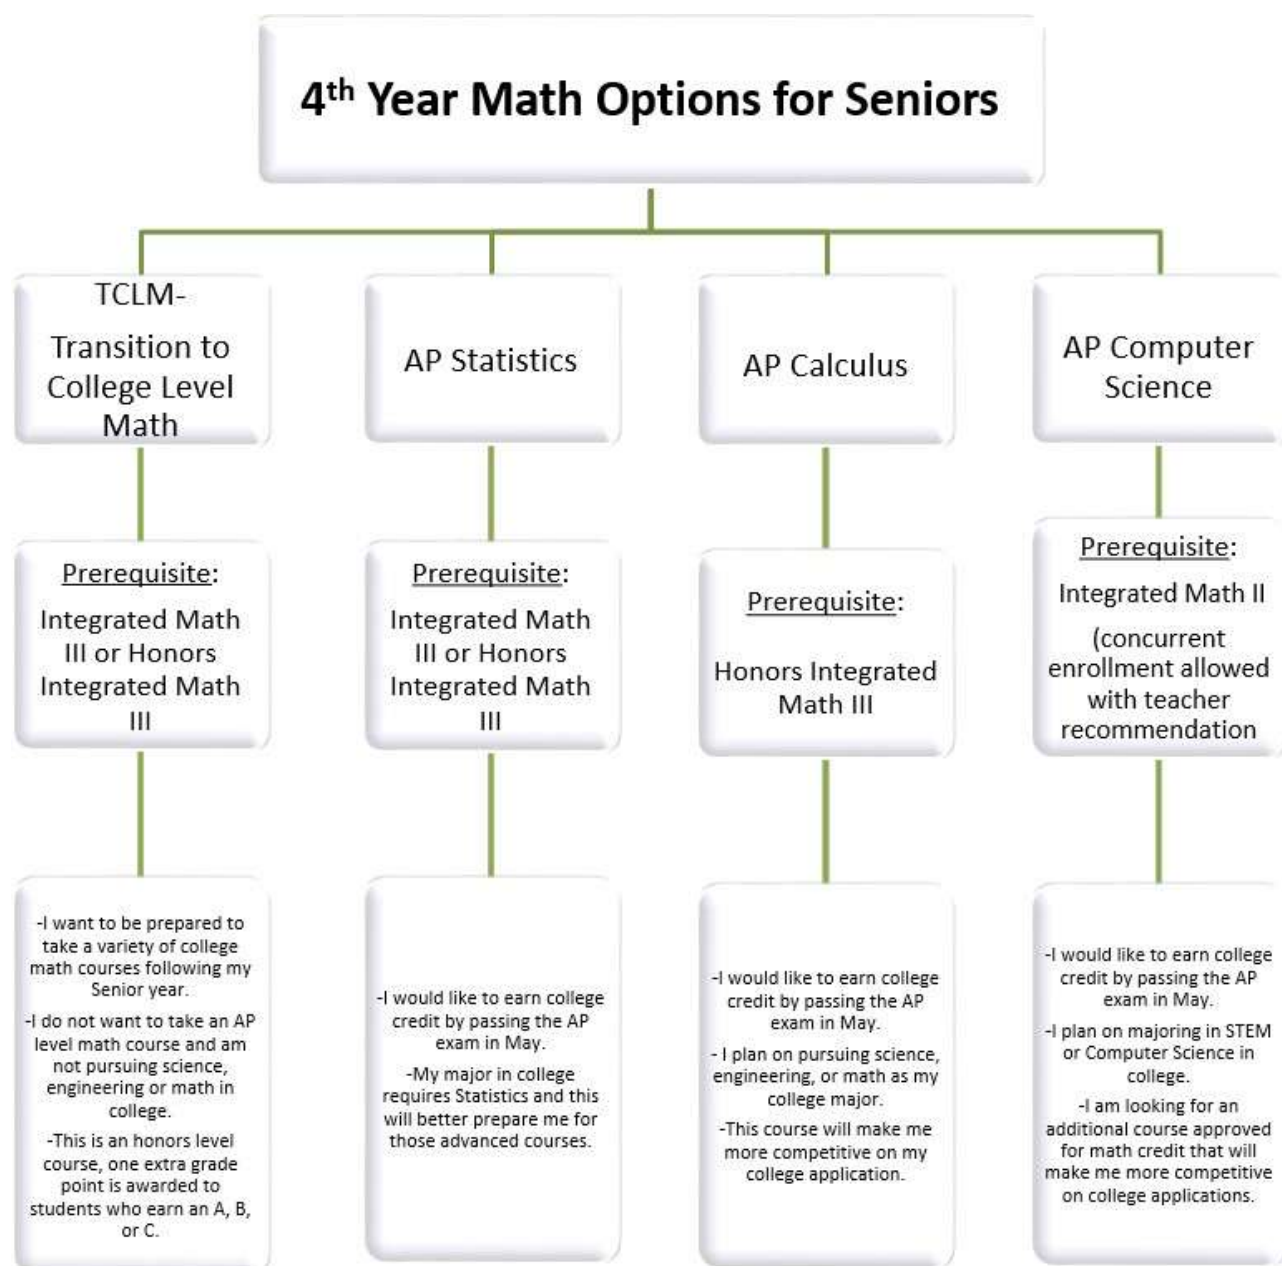 4th Year Math Options for Seniors
TCLM-
Transition to
College Level
Math
Prerequisite:
Integrated Math
III or Honors
Integrated Math
III
-I want to be prepared to
take a variety of college
math courses following my
Senior year.
-I do not want to take an AP
level math course and am
not pursuing science,
engineering or math in
college.
-This is an honors level
course, one extra grade
point is awarded to
students who earn an A, B,
or C.
AP Statistics
Prerequisite:
Integrated Math
III or Honors
Integrated Math
III
-I would like to earn college
credit by passing the AP
exam in May.
-My major in college
requires Statistics and this
will better prepare me for
those advanced courses.
AP Calculus
Prerequisite:
Honors Integrated
Math III
-I would like to earn college
credit by passing the AP
exam in May.
- I plan on pursuing science,
engineering, or math as my
college major.
-This course will make me
more competitive on my
college application.
AP Computer
Science
Prerequisite:
Integrated Math II
(concurrent
enrollment allowed
with teacher
recommendation
-I would like to earn college
credit by passing the AP
exam in May.
-I plan on majoring in STEM
or Computer Science in
college.
-I am looking for an
additional course approved
for math credit that will
make me more competitive
on college applications.